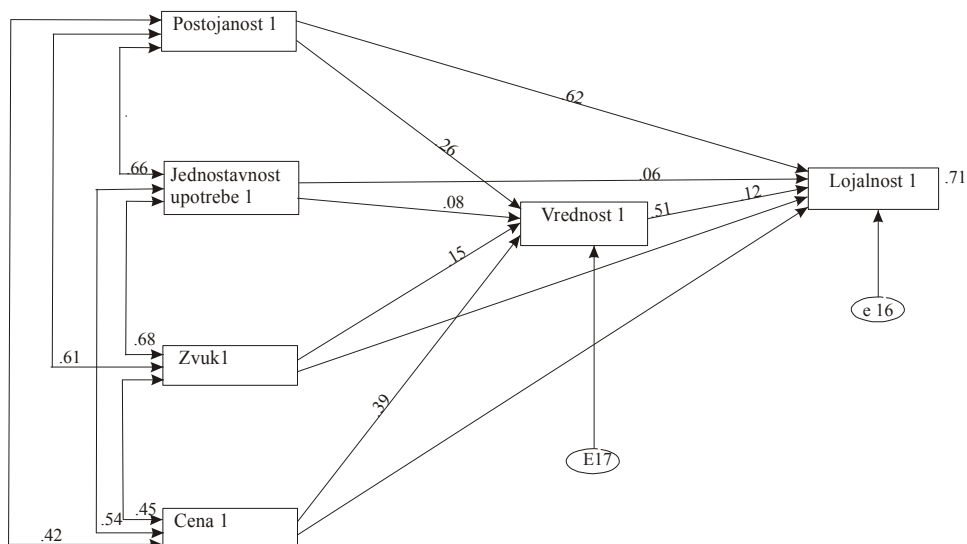 Postojanost 1
.62
.26
.66
Jednostavnost
upotrebe 1
.06
.08
Lojalnost 1
.71
Vrednost 1
.51
.12
.15
e 16
.68
.61
Zvuk1
.39
E17
.45
.54
Cena 1
.42